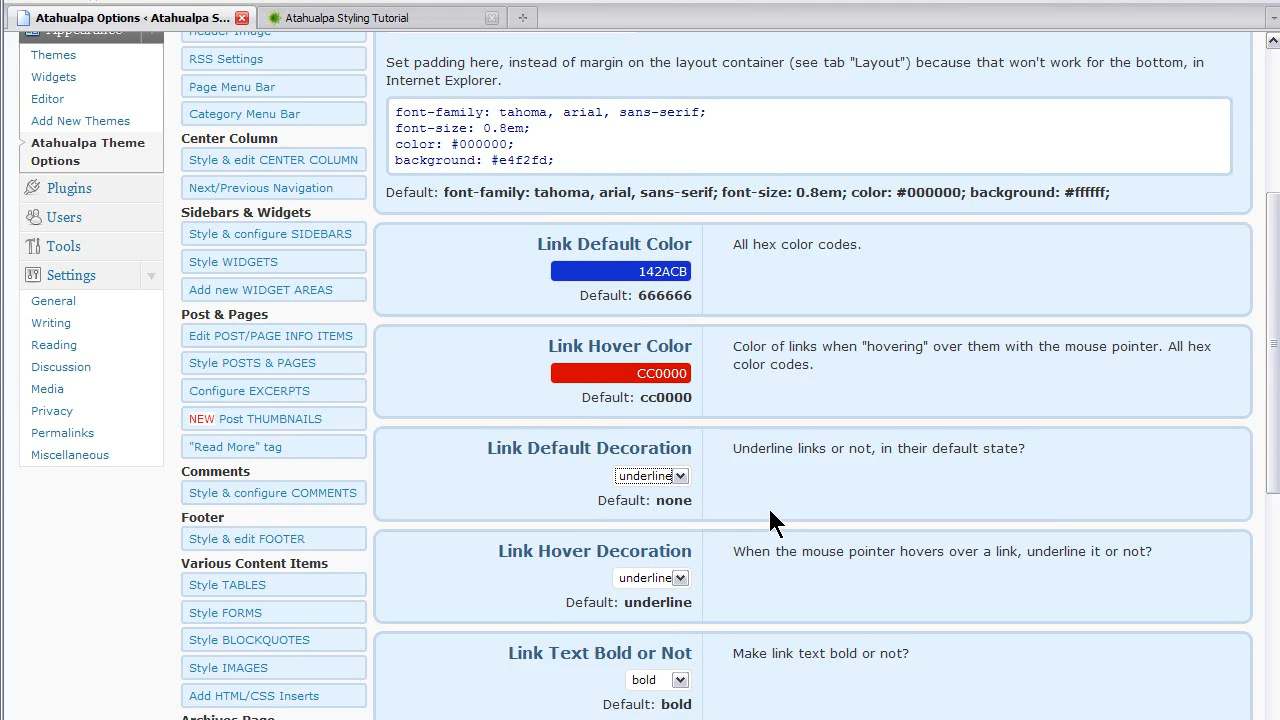 Atahualpa Options ‹ Atahualpa S...
Atahualpa Styling Tutorial
Appearance
Themes
Widgets
Editor
Add New Themes
Atahualpa Theme
Options
Plugins
Users
Tools
Settings
General
Writing
Reading
Discussion
Media
Privacy
Permalinks
Miscellaneous
Header Image
RSS Settings
Page Menu Bar
Category Menu Bar
Center Column
Style & edit CENTER COLUMN
Next/Previous Navigation
Sidebars & Widgets
Style & configure SIDEBARS
Style WIDGETS
Add new WIDGET AREAS
Post & Pages
Edit POST/PAGE INFO ITEMS
Style POSTS & PAGES
Configure EXCERPTS
NEW Post THUMBNAILS
"Read More" tag
Comments
Style & configure COMMENTS
Footer
Style & edit FOOTER
Various Content Items
Style TABLES
Style FORMS
Style BLOCKQUOTES
Style IMAGES
Add HTML/CSS Inserts
Archives Page
Set padding here, instead of margin on the layout container (see tab "Layout") because that won't work for the bottom, in
Internet Explorer.
font-family: tahoma, arial, sans-serif;
font-size: 0.8em;
color: #000000;
background: #e4f2fd;
Default: font-family: tahoma, arial, sans-serif; font-size: 0.8em; color: #000000; background: #ffffff;
Link Default Color
142ACB
Default: 666666
All hex color codes.
Link Hover Color
CC0000
Default: cc0000
Color of links when "hovering" over them with the mouse pointer. All hex
color codes.
Link Default Decoration
underline
Default: none
Underline links or not, in their default state?
Link Hover Decoration
underline
Default: underline
When the mouse pointer hovers over a link, underline it or not?
Link Text Bold or Not
bold
Default: bold
Make link text bold or not?